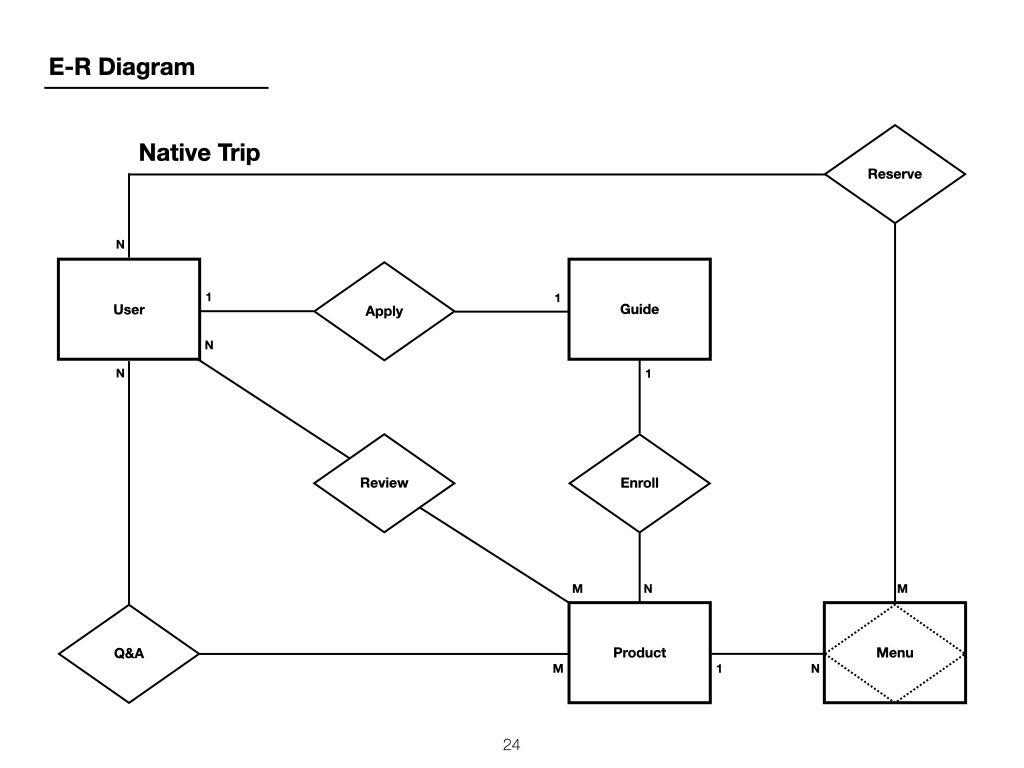 E-R Diagram
Native Trip
Reserve
N
User
1
Apply
1
Guide
N
N
1
Review
Enroll
M
N
M
Q&A
M
Product
1
N
Menu
24